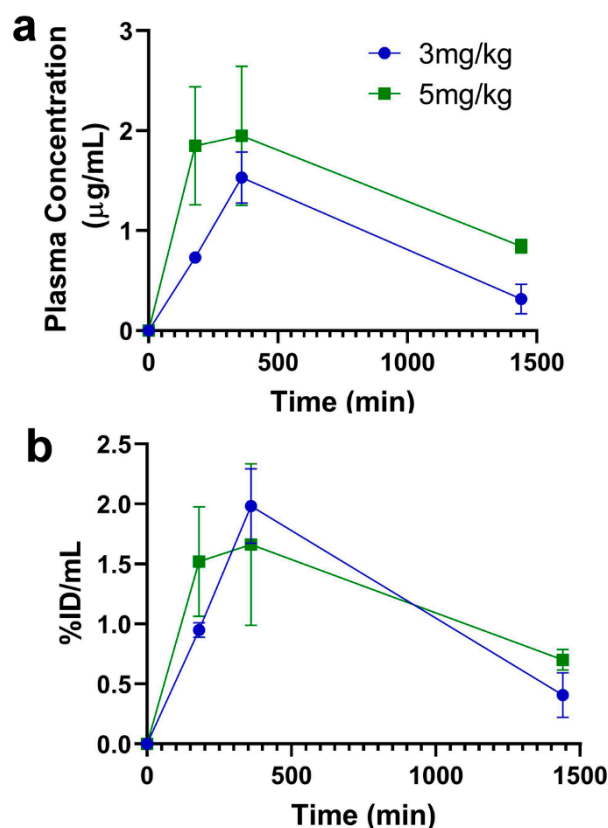 a
3mg/kg
5mg/kg
Plasma Concentration
(µg/mL)
3
2
1
0
0 500 1000 1500
Time (min)
b
%ID/mL
2.5
2.0
1.5
1.0
0.5
0.0
0 500 1000 1500
Time (min)